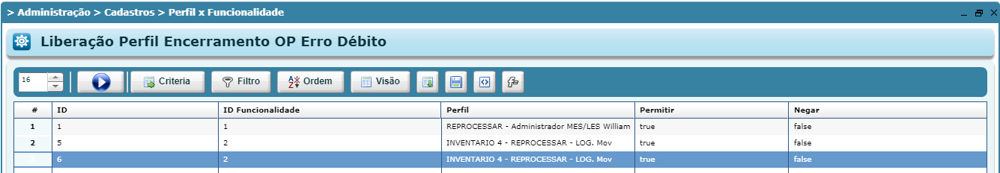 > Administração > Cadastros > Perfil x Funcionalidade
Liberação Perfil Encerramento OP Erro Débito
16 Criteria Filtro Ordem Visão
# ID ID Funcionalidade Perfil Permitir Negar
1 1 1 REPROCESSAR - Administrador MES/LES William true false
2 5 2 INVENTARIO 4 - REPROCESSAR - LOG. Mov true false
3 6 2 INVENTARIO 4 - REPROCESSAR - LOG. Mov true false